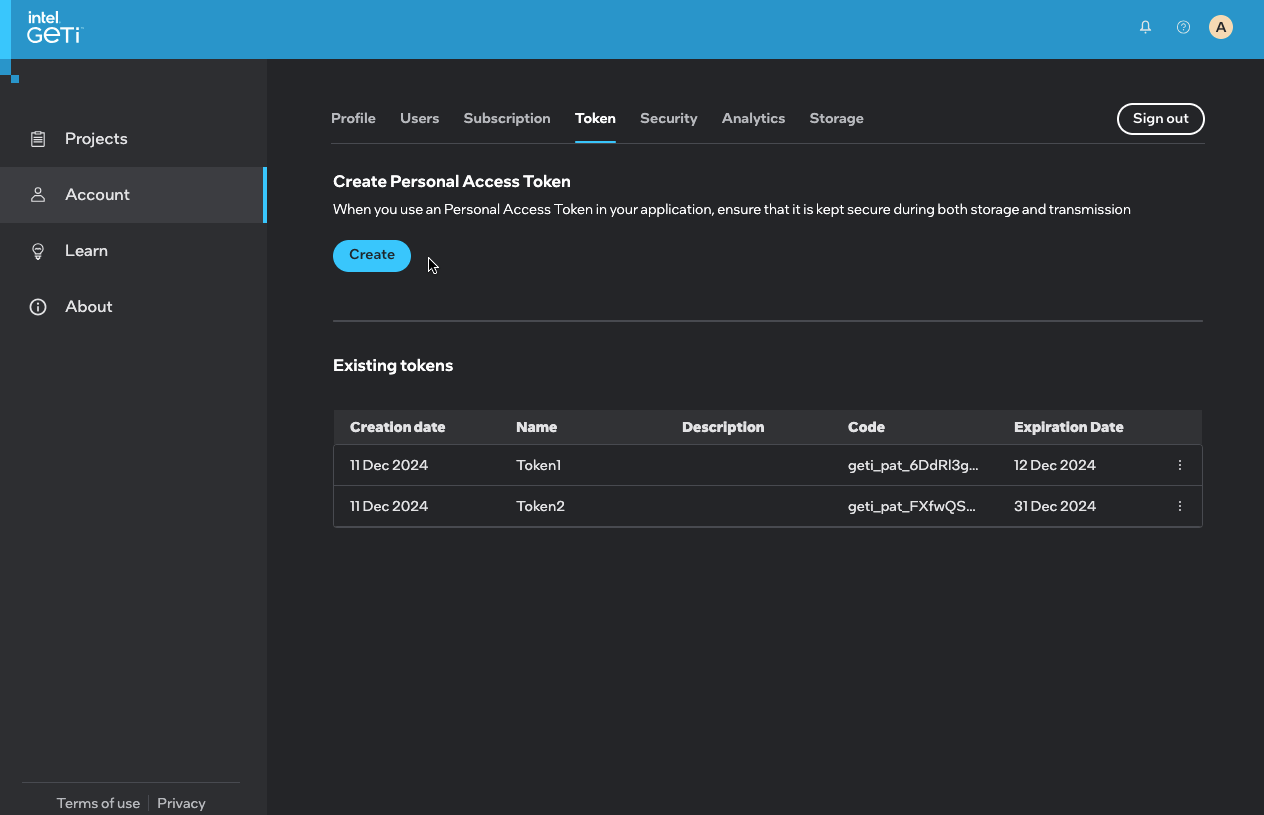 intel
GETi
A
Projects
Account
Learn
About
Profile Users Subscription Token Security Analytics Storage Sign out
Create Personal Access Token
When you use an Personal Access Token in your application, ensure that it is kept secure during both storage and transmission
Create
Existing tokens
Creation date Name Description Code Expiration Date
11 Dec 2024 Token1 geti_pat_6DdRl3g... 12 Dec 2024
11 Dec 2024 Token2 geti_pat_FXfwQS... 31 Dec 2024
Terms of use Privacy